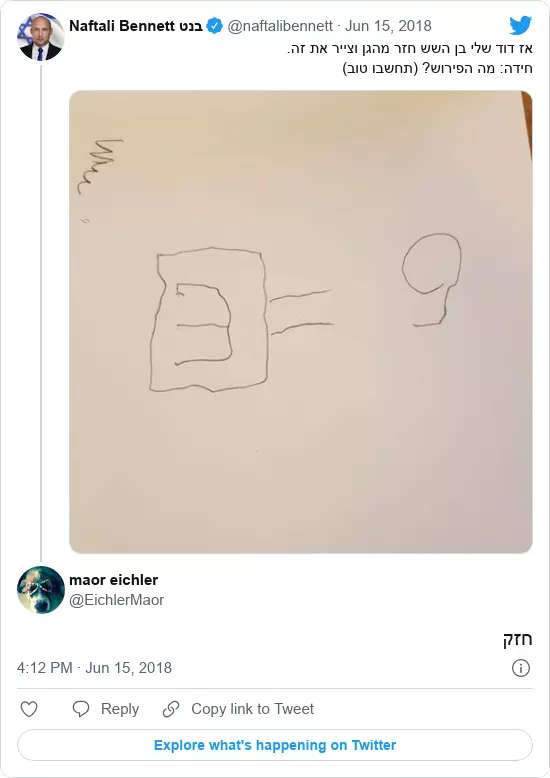 Naftali Bennett בנט @naftalibennett · Jun 15, 2018
אז דוד שלי בן השש חזר מהגן וצייר את זה.
חידה: מה הפירוש? (תחשבו טוב)
maor eichler
@EichlerMaor
חזק
4:12 PM · Jun 15, 2018
Reply
Copy link to Tweet
Explore what's happening on Twitter